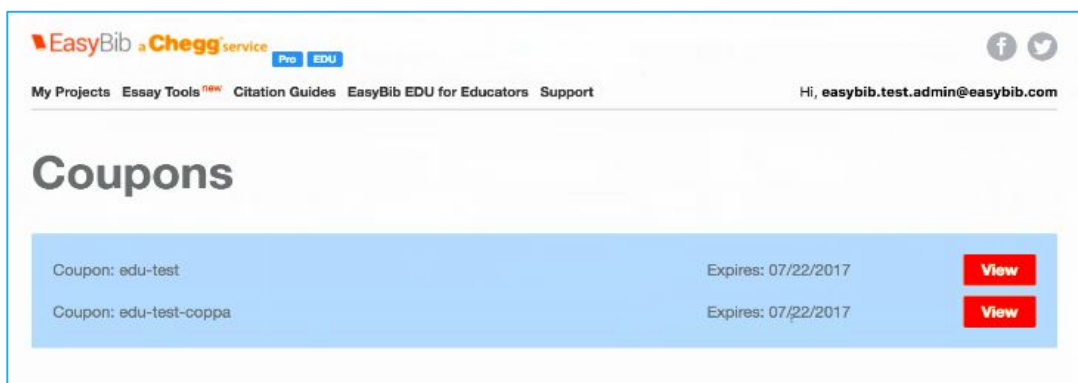 EasyBib a Chegg service Pro EDU
My Projects Essay Tools new Citation Guides EasyBib EDU for Educators Support Hi, easybib.test.admin@easybib.com
Coupons
Coupon: edu-test Expires: 07/22/2017 View
Coupon: edu-test-coppa Expires: 07/22/2017 View